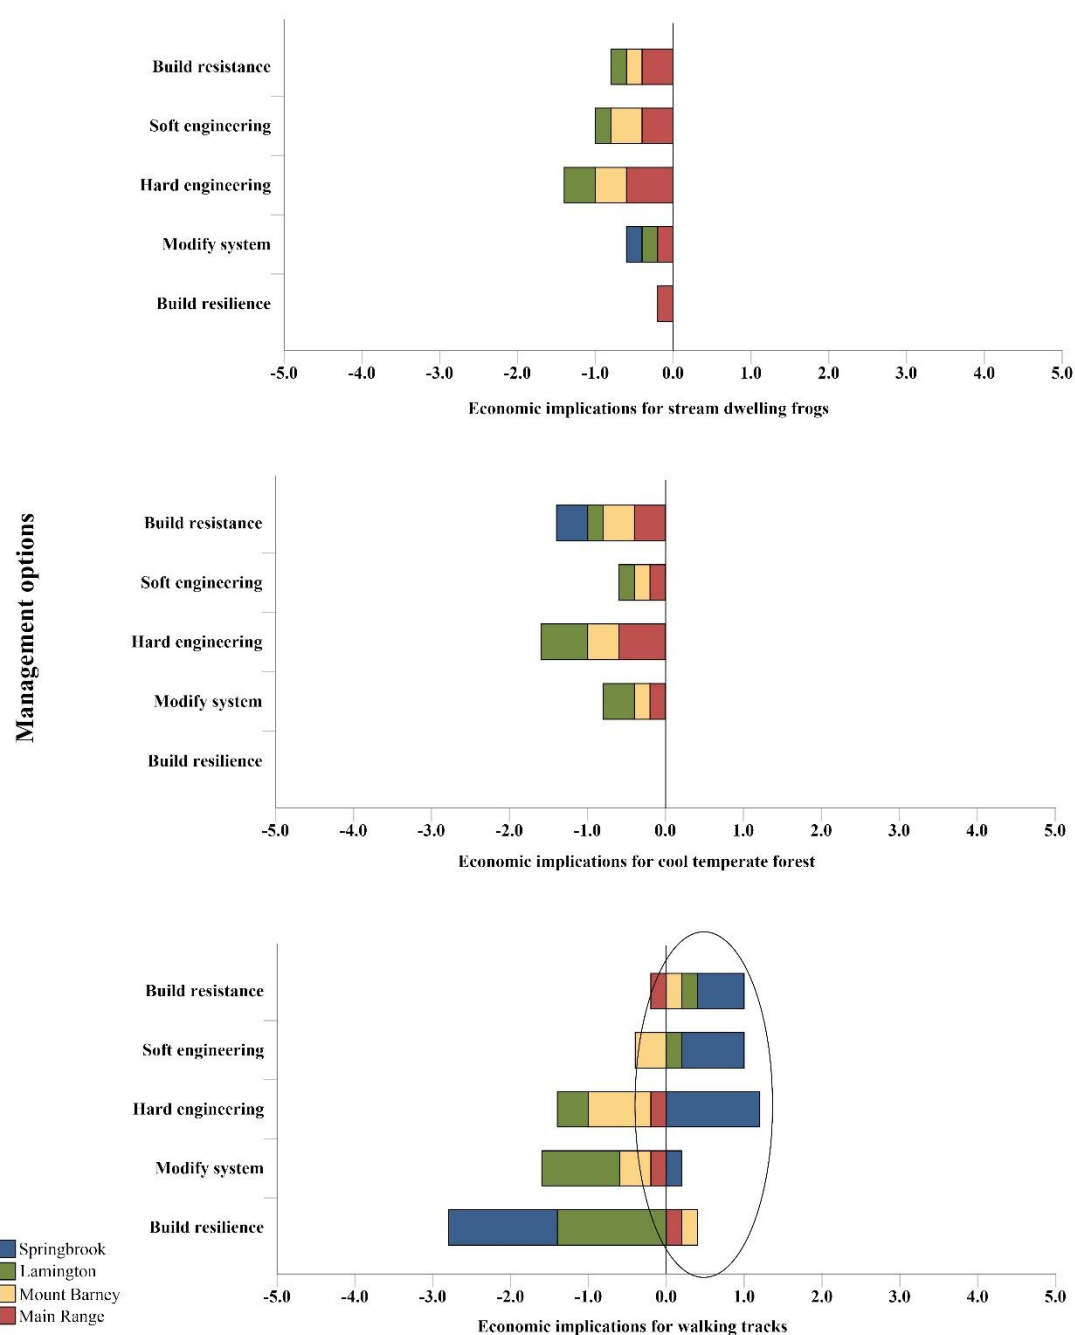 Build resistance
Soft engineering
Hard engineering
Modify system
Build resilience
-5.0 -4.0 -3.0 -2.0 -1.0 0.0 1.0 2.0 3.0 4.0 5.0
Economic implications for stream dwelling frogs
Management options
Build resistance
Soft engineering
Hard engineering
Modify system
Build resilience
-5.0 -4.0 -3.0 -2.0 -1.0 0.0 1.0 2.0 3.0 4.0 5.0
Economic implications for cool temperate forest
Build resistance
Soft engineering
Hard engineering
Modify system
Build resilience
-5.0 -4.0 -3.0 -2.0 -1.0 0.0 1.0 2.0 3.0 4.0 5.0
Economic implications for walking tracks
Springbrook
Lamington
Mount Barney
Main Range